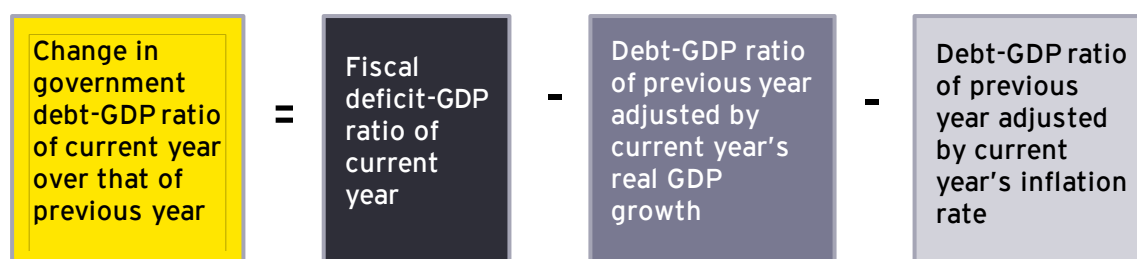 Change in
government
debt-GDP ratio
of current year
over that of
previous year
=
Fiscal
deficit-GDP
ratio of
current
year
-
Debt-GDP ratio
of previous year
adjusted by
current year's
real GDP
growth
-
Debt-GDP ratio
of previous
year adjusted
by current
year's inflation
rate